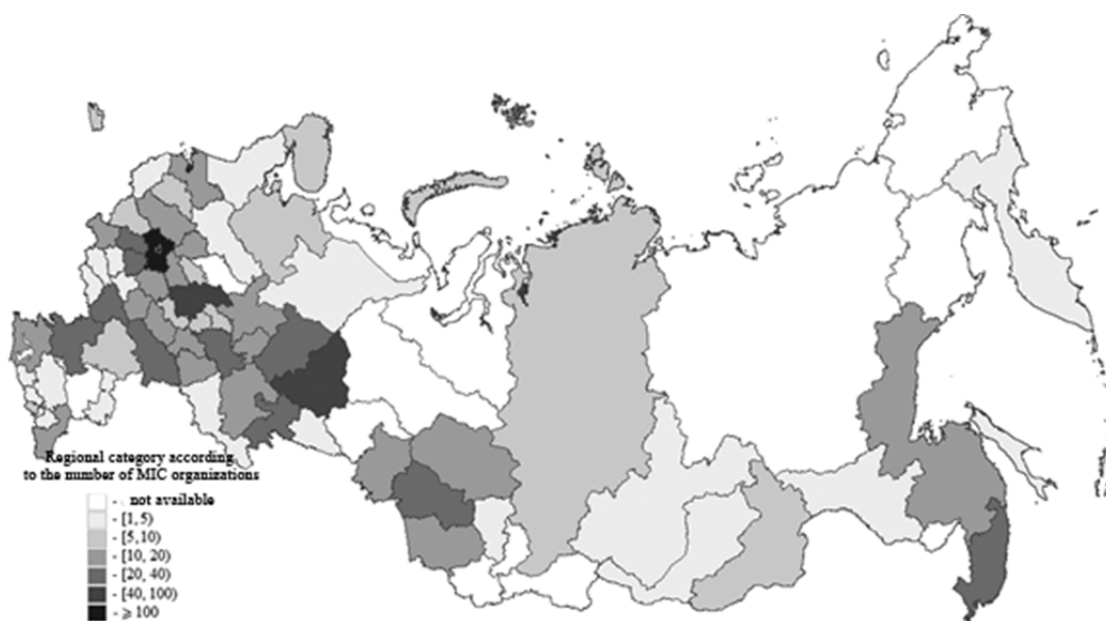 Regional category according
to the number of MIC organizations
- not available
- [1, 5)
- [5, 10)
- [10, 20)
- [20, 40)
- [40, 100)
- ⩾ 100